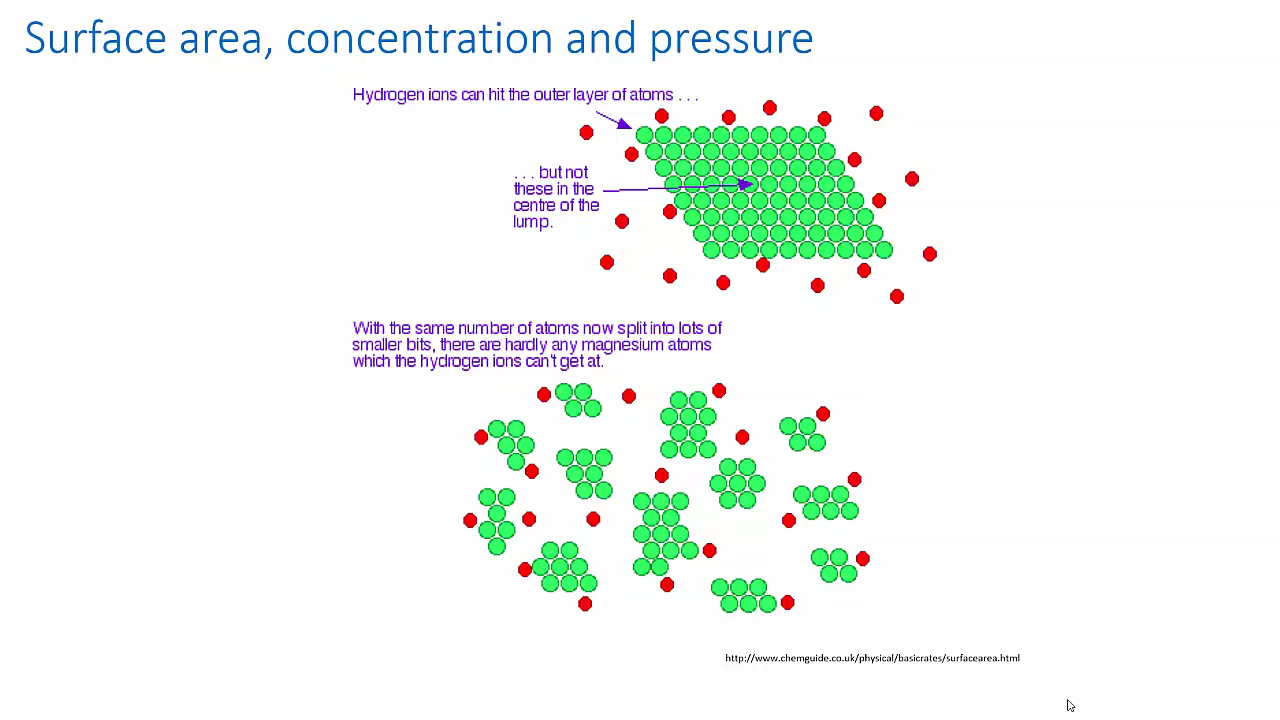 Surface area, concentration and pressure
Hydrogen ions can hit the outer layer of atoms . . .
. . . but not
these in the
centre of the
lump.
With the same number of atoms now split into lots of
smaller bits, there are hardly any magnesium atoms
which the hydrogen ions can't get at.
http://www.chemguide.co.uk/physical/basicrates/surfacearea.html